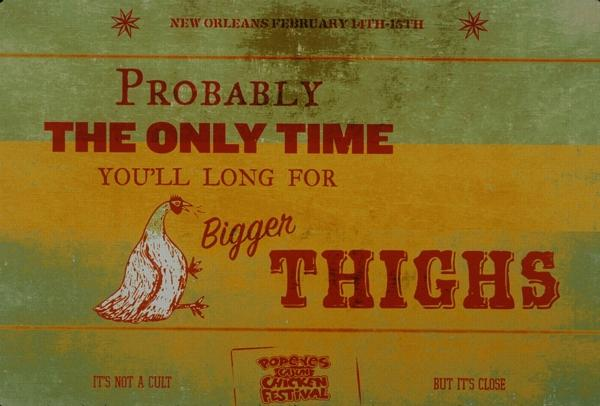 NEW ORLEANS FEBRUARY 14TH-15TH
PROBABLY
THE ONLY TIME
YOU'LL LONG FOR
Bigger
THIGHS
POPEYES
CHICKEN
FESTIVAL
IT'S NOT A CULT
BUT IT'S CLOSE